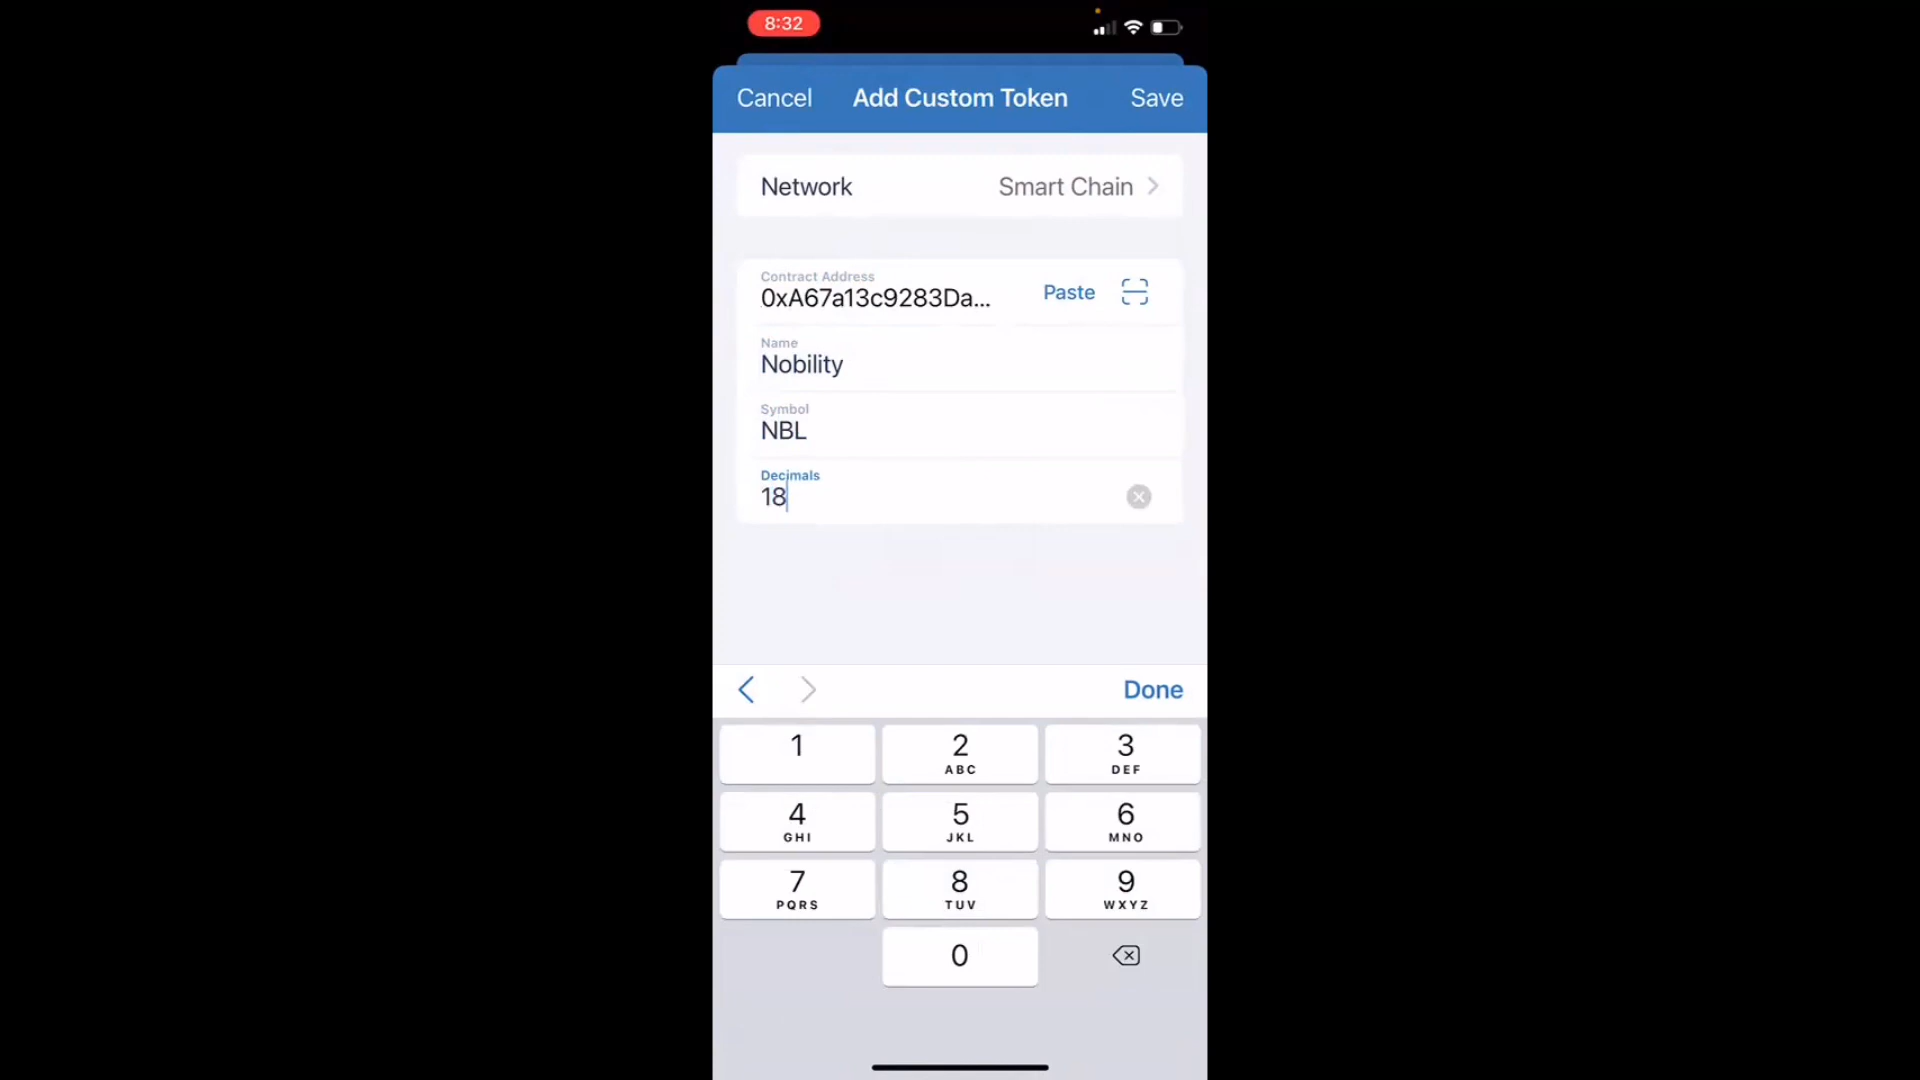 8:32
Cancel Add Custom Token Save
Network Smart Chain
Contract Address
0xA67a13c9283Da... Paste
Name
Nobility
Symbol
NBL
Decimals
18
Done
1 2 3
ABC DEF
4 5 6
GHI JKL MNO
7 8 9
PQRS TUV WXYZ
0